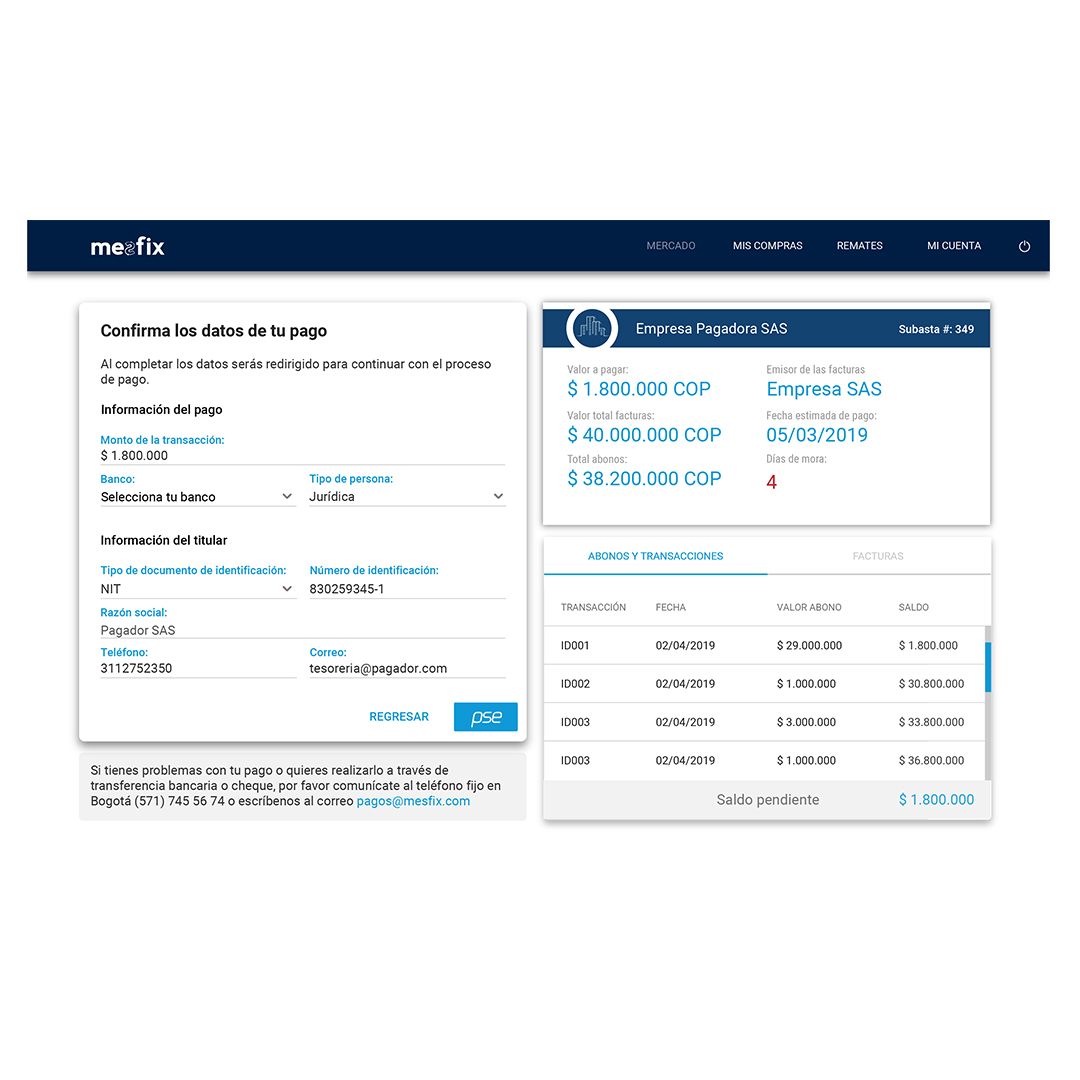 mesfix
MERCADO
MIS COMPRAS
REMATES
MI CUENTA
Confirma los datos de tu pago
Al completar los datos serás redirigido para continuar con el proceso
de pago.
Información del pago
Monto de la transacción:
$ 1.800.000
Banco:
Selecciona tu banco
Tipo de persona:
Jurídica
Información del titular
Tipo de documento de identificación:
NIT
Número de identificación:
830259345-1
Razón social:
Pagador SAS
Teléfono:
3112752350
Correo:
tesoreria@pagador.com
REGRESAR
pse
Si tienes problemas con tu pago o quieres realizarlo a través de
transferencia bancaria o cheque, por favor comunícate al teléfono fijo en
Bogotá (571) 745 56 74 o escríbenos al correo pagos@mesfix.com
Empresa Pagadora SAS
Subasta #: 349
Valor a pagar:
$ 1.800.000 COP
Emisor de las facturas
Empresa SAS
Valor total facturas:
$ 40.000.000 COP
Fecha estimada de pago:
05/03/2019
Total abonos:
$ 38.200.000 COP
Días de mora:
4
ABONOS Y TRANSACCIONES
FACTURAS
TRANSACCIÓN FECHA VALOR ABONO SALDO
ID001 02/04/2019 $ 29.000.000 $ 1.800.000
ID002 02/04/2019 $ 1.000.000 $ 30.800.000
ID003 02/04/2019 $ 3.000.000 $ 33.800.000
ID003 02/04/2019 $ 1.000.000 $ 36.800.000
Saldo pendiente $ 1.800.000